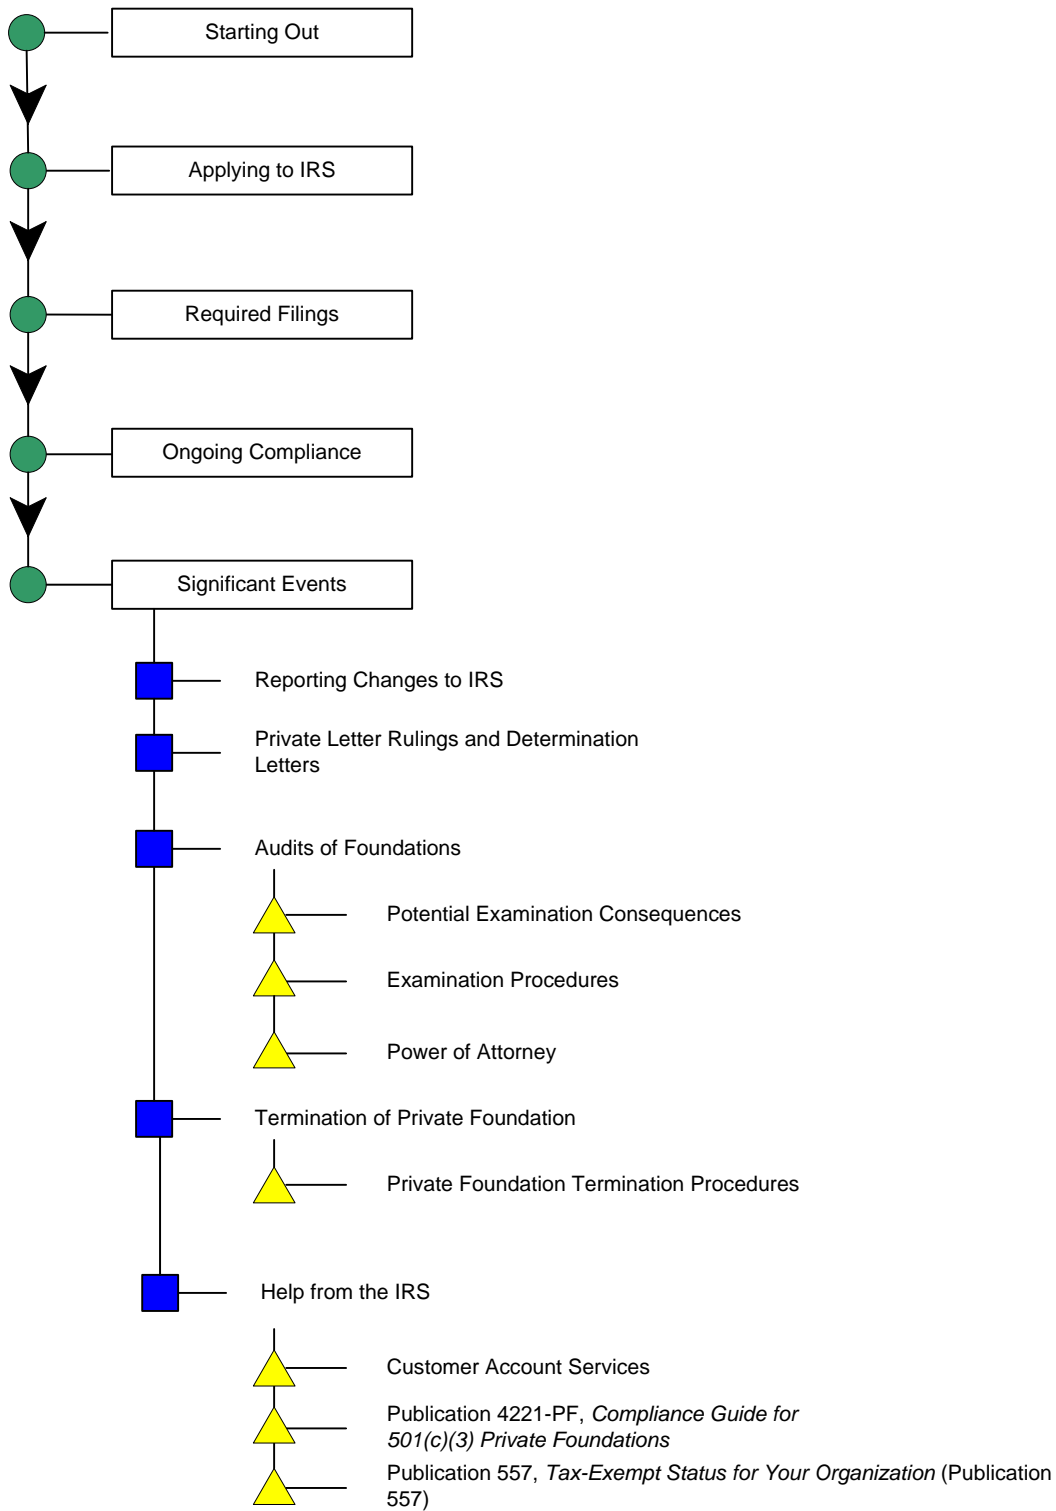 Starting Out
Applying to IRS
Required Filings
Ongoing Compliance
Significant Events
Reporting Changes to IRS
Private Letter Rulings and Determination
Letters
Audits of Foundations
Potential Examination Consequences
Examination Procedures
Power of Attorney
Termination of Private Foundation
Private Foundation Termination Procedures
Help from the IRS
Customer Account Services
Publication 4221-PF, Compliance Guide for
501(c)(3) Private Foundations
Publication 557, Tax-Exempt Status for Your Organization (Publication
557)